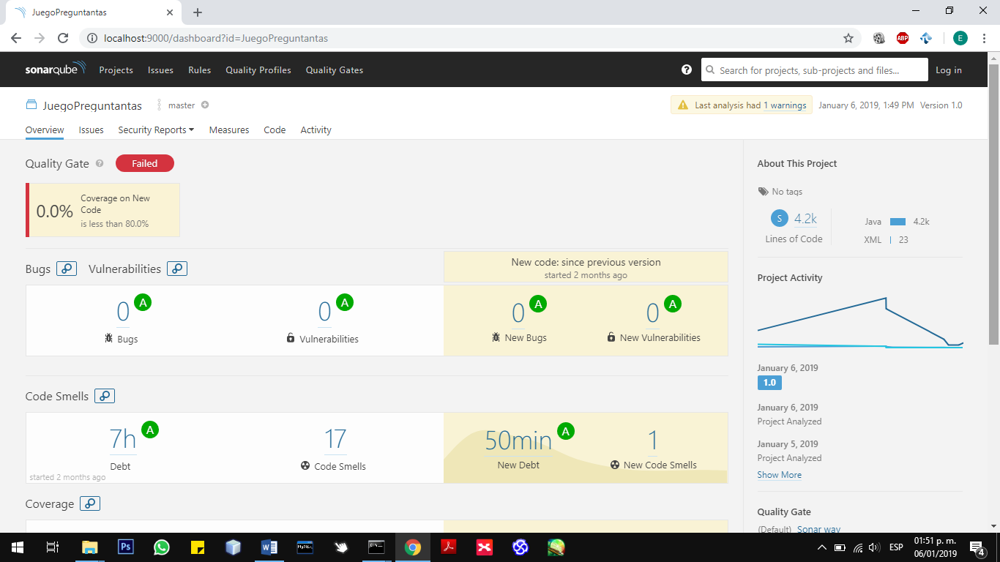 JuegoPreguntantas
localhost:9000/dashboard?id=JuegoPreguntantas
ABP
E
sonarqube Projects Issues Rules Quality Profiles Quality Gates
Search for projects, sub-projects and files...
Log in
JuegoPreguntantas master
Last analysis had 1 warnings January 6, 2019, 1:49 PM Version 1.0
Overview Issues Security Reports Measures Code Activity
Quality Gate Failed
0.0% Coverage on New
Code
is less than 80.0%
Bugs Vulnerabilities
New code: since previous version
started 2 months ago
0 A
Bugs
0 A
Vulnerabilities
0 A
New Bugs
0 A
New Vulnerabilities
Code Smells
7h A
Debt
17
Code Smells
started 2 months ago
50min A
New Debt
1
New Code Smells
Coverage
About This Project
No tags
S 4.2k
Lines of Code
Java 4.2k
XML 23
Project Activity
January 6, 2019
1.0
January 6, 2019
Project Analyzed
January 5, 2019
Project Analyzed
Show More
Quality Gate
(Default) Sonar way
Ps
W
MySQL
ESP
01:51 p. m.
06/01/2019
4